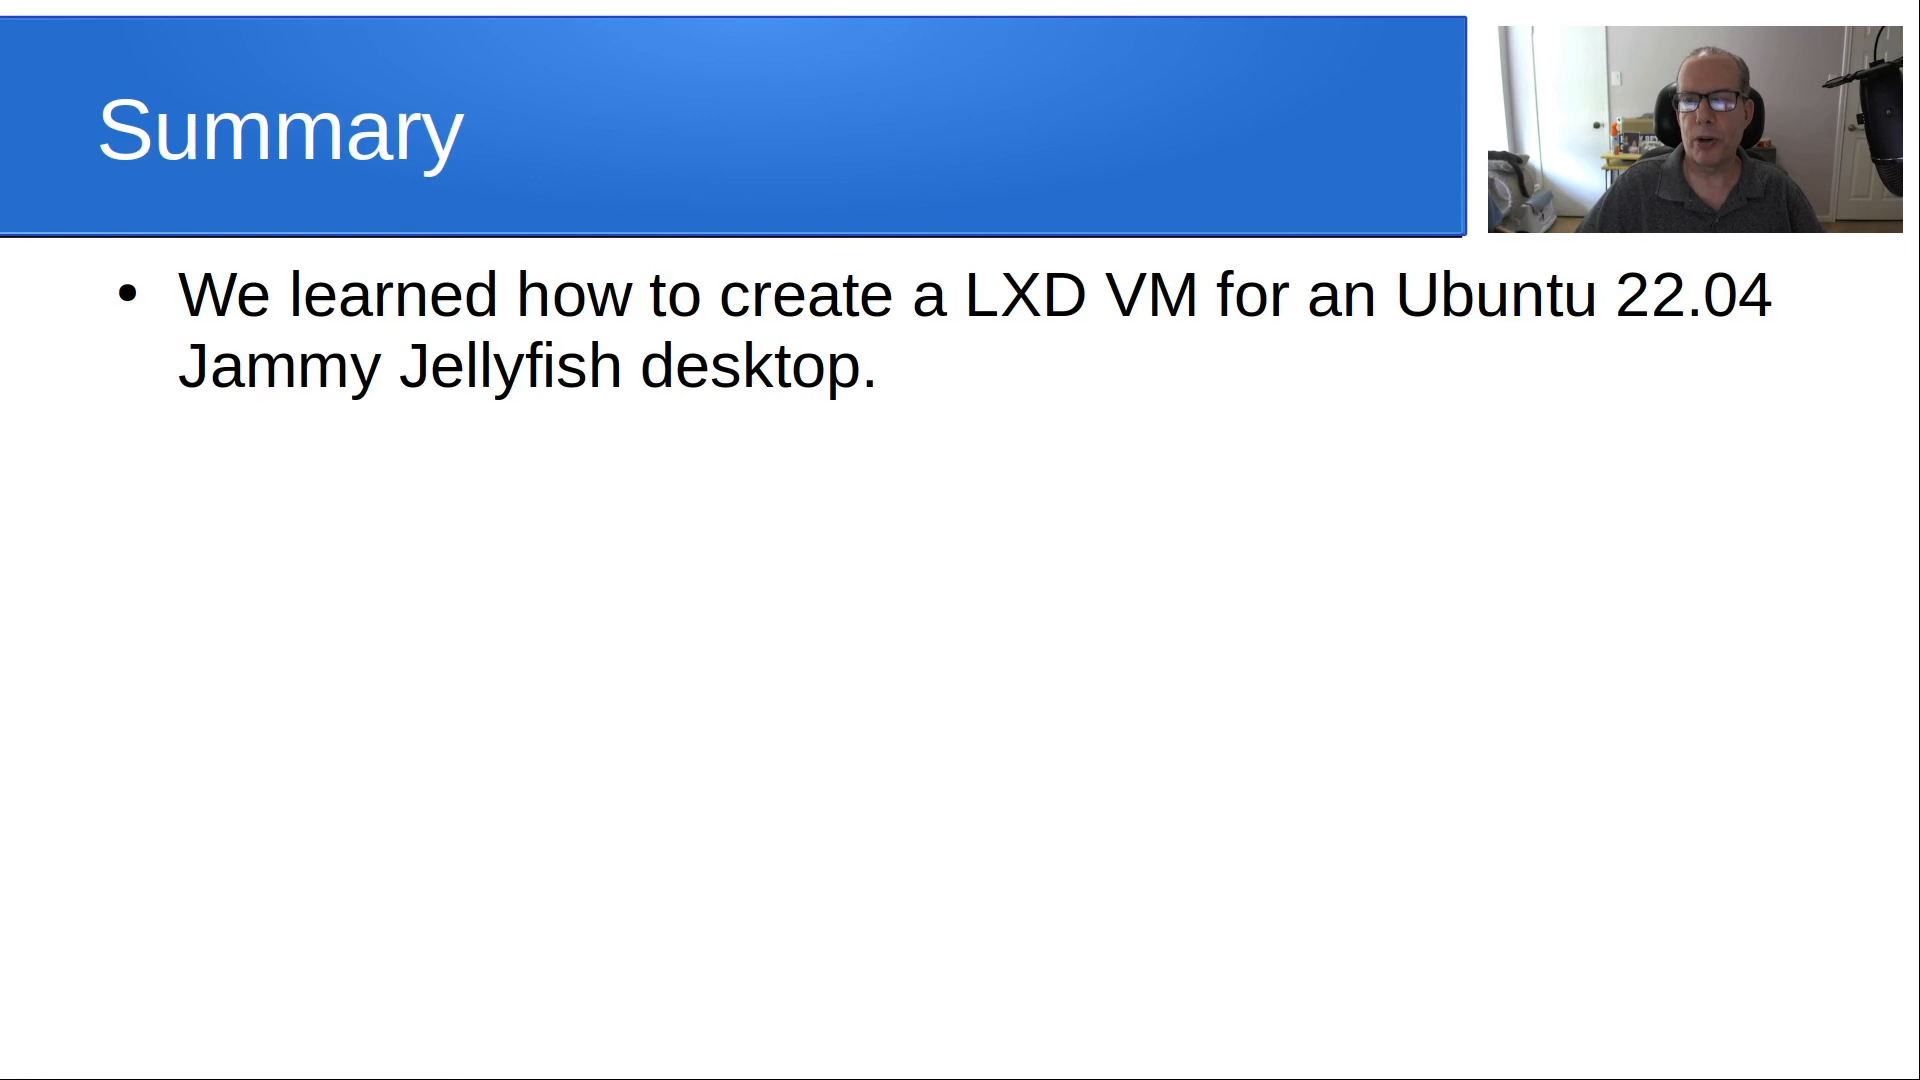 Summary
• We learned how to create a LXD VM for an Ubuntu 22.04
Jammy Jellyfish desktop.